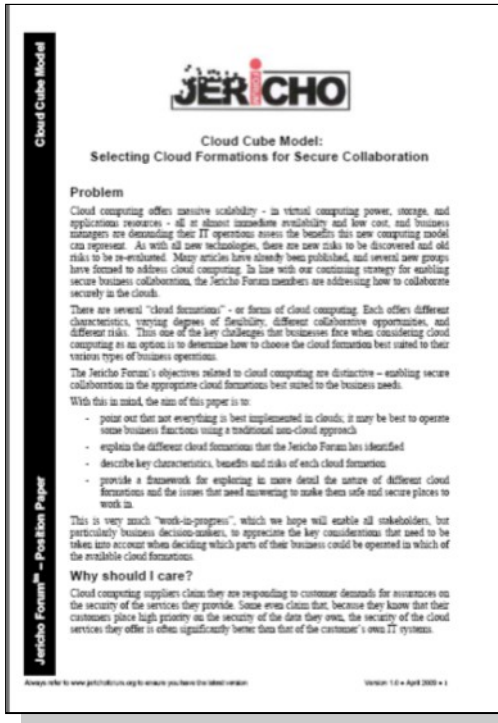 Cloud Cube Model
JERICHO
FORUM
Cloud Cube Model:
Selecting Cloud Formations for Secure Collaboration
Problem
Cloud computing offers massive scalability - in virtual computing power, storage, and
applications resources - all at almost immediate availability and low cost, and business
managers are demanding their IT operations assess the benefits this new computing model
can represent. As with all new technologies, there are new risks to be discovered and old
risks to be re-evaluated. Many articles have already been published, and several new groups
have formed to address cloud computing. In line with our continuing strategy for enabling
secure business collaboration, the Jericho Forum members are addressing how to collaborate
securely in the clouds.
There are several "cloud formations" - or forms of cloud computing. Each offers different
characteristics, varying degrees of flexibility, different collaborative opportunities, and
different risks. Thus one of the key challenges that businesses face when considering cloud
computing as an option is to determine how to choose the cloud formation best suited to their
various types of business operations.
The Jericho Forum's objectives related to cloud computing are distinctive – enabling secure
collaboration in the appropriate cloud formations best suited to the business needs.
With this in mind, the aim of this paper is to:
- point out that not everything is best implemented in clouds; it may be best to operate
some business functions using a traditional non-cloud approach
- explain the different cloud formations that the Jericho Forum has identified
- describe key characteristics, benefits and risks of each cloud formation
- provide a framework for exploring in more detail the nature of different cloud
formations and the issues that need answering to make them safe and secure places to
work in.
This is very much "work-in-progress", which we hope will enable all stakeholders, but
particularly business decision-makers, to appreciate the key considerations that need to be
taken into account when deciding which parts of their business could be operated in which of
the available cloud formations.
Why should I care?
Cloud computing suppliers claim they are responding to customer demands for assurances on
the security of the services they provide. Some even claim that, because they know that their
customers place high priority on the security of the data they own, the security of the cloud
services they offer is often significantly better than that of the customer's own IT systems.
Jericho Forum™ – Position Paper
Always refer to www.jerichoforum.org to ensure you have the latest version
Version 1.0 • April 2009 • 1